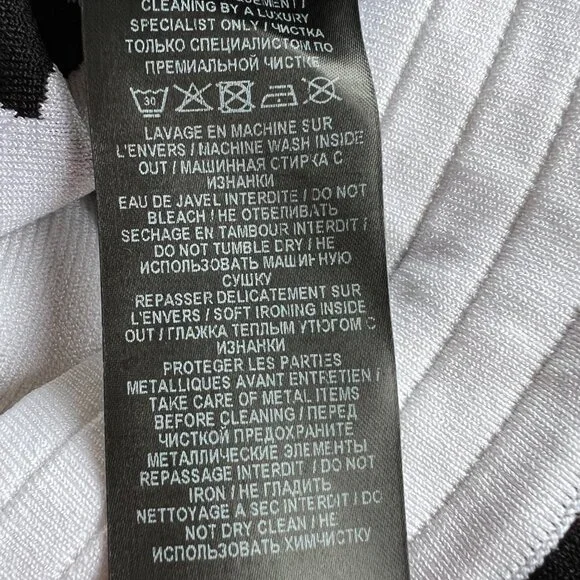 CLEANING BY A LUXURY
SPECIALIST ONLY / ЧИСТКА
ТОЛЬКО СПЕЦИАЛИСТОМ ПО
ПРЕМИАЛЬНОЙ ЧИСТКЕ
30
LAVAGE EN MACHINE SUR
L'ENVERS / MACHINE WASH INSIDE
OUT / МАШИННАЯ СТИРКА С
ИЗНАНКИ
EAU DE JAVEL INTERDITE / DO NOT
BLEACH / НЕ ОТБЕЛИВАТЬ
SECHAGE EN TAMBOUR INTERDIT /
DO NOT TUMBLE DRY / НЕ
ИСПОЛЬЗОВАТЬ МАШИННУЮ
СУШКУ
REPASSER DELICATEMENT SUR
L'ENVERS / SOFT IRONING INSIDE
OUT / ГЛАЖКА ТЕПЛЫМ УТЮГОМ С
ИЗНАНКИ
PROTEGER LES PARTIES
METALLIQUES AVANT ENTRETIEN /
TAKE CARE OF METAL ITEMS
BEFORE CLEANING / ПЕРЕД
ЧИСТКОЙ ПРЕДОХРАНИТЕ
МЕТАЛЛИЧЕСКИЕ ЭЛЕМЕНТЫ
REPASSAGE INTERDIT / DO NOT
IRON / НЕ ГЛАДИТЬ
NETTOYAGE A SEC INTERDIT / DO
NOT DRY CLEAN / НЕ
ИСПОЛЬЗОВАТЬ ХИМЧИСТКУ